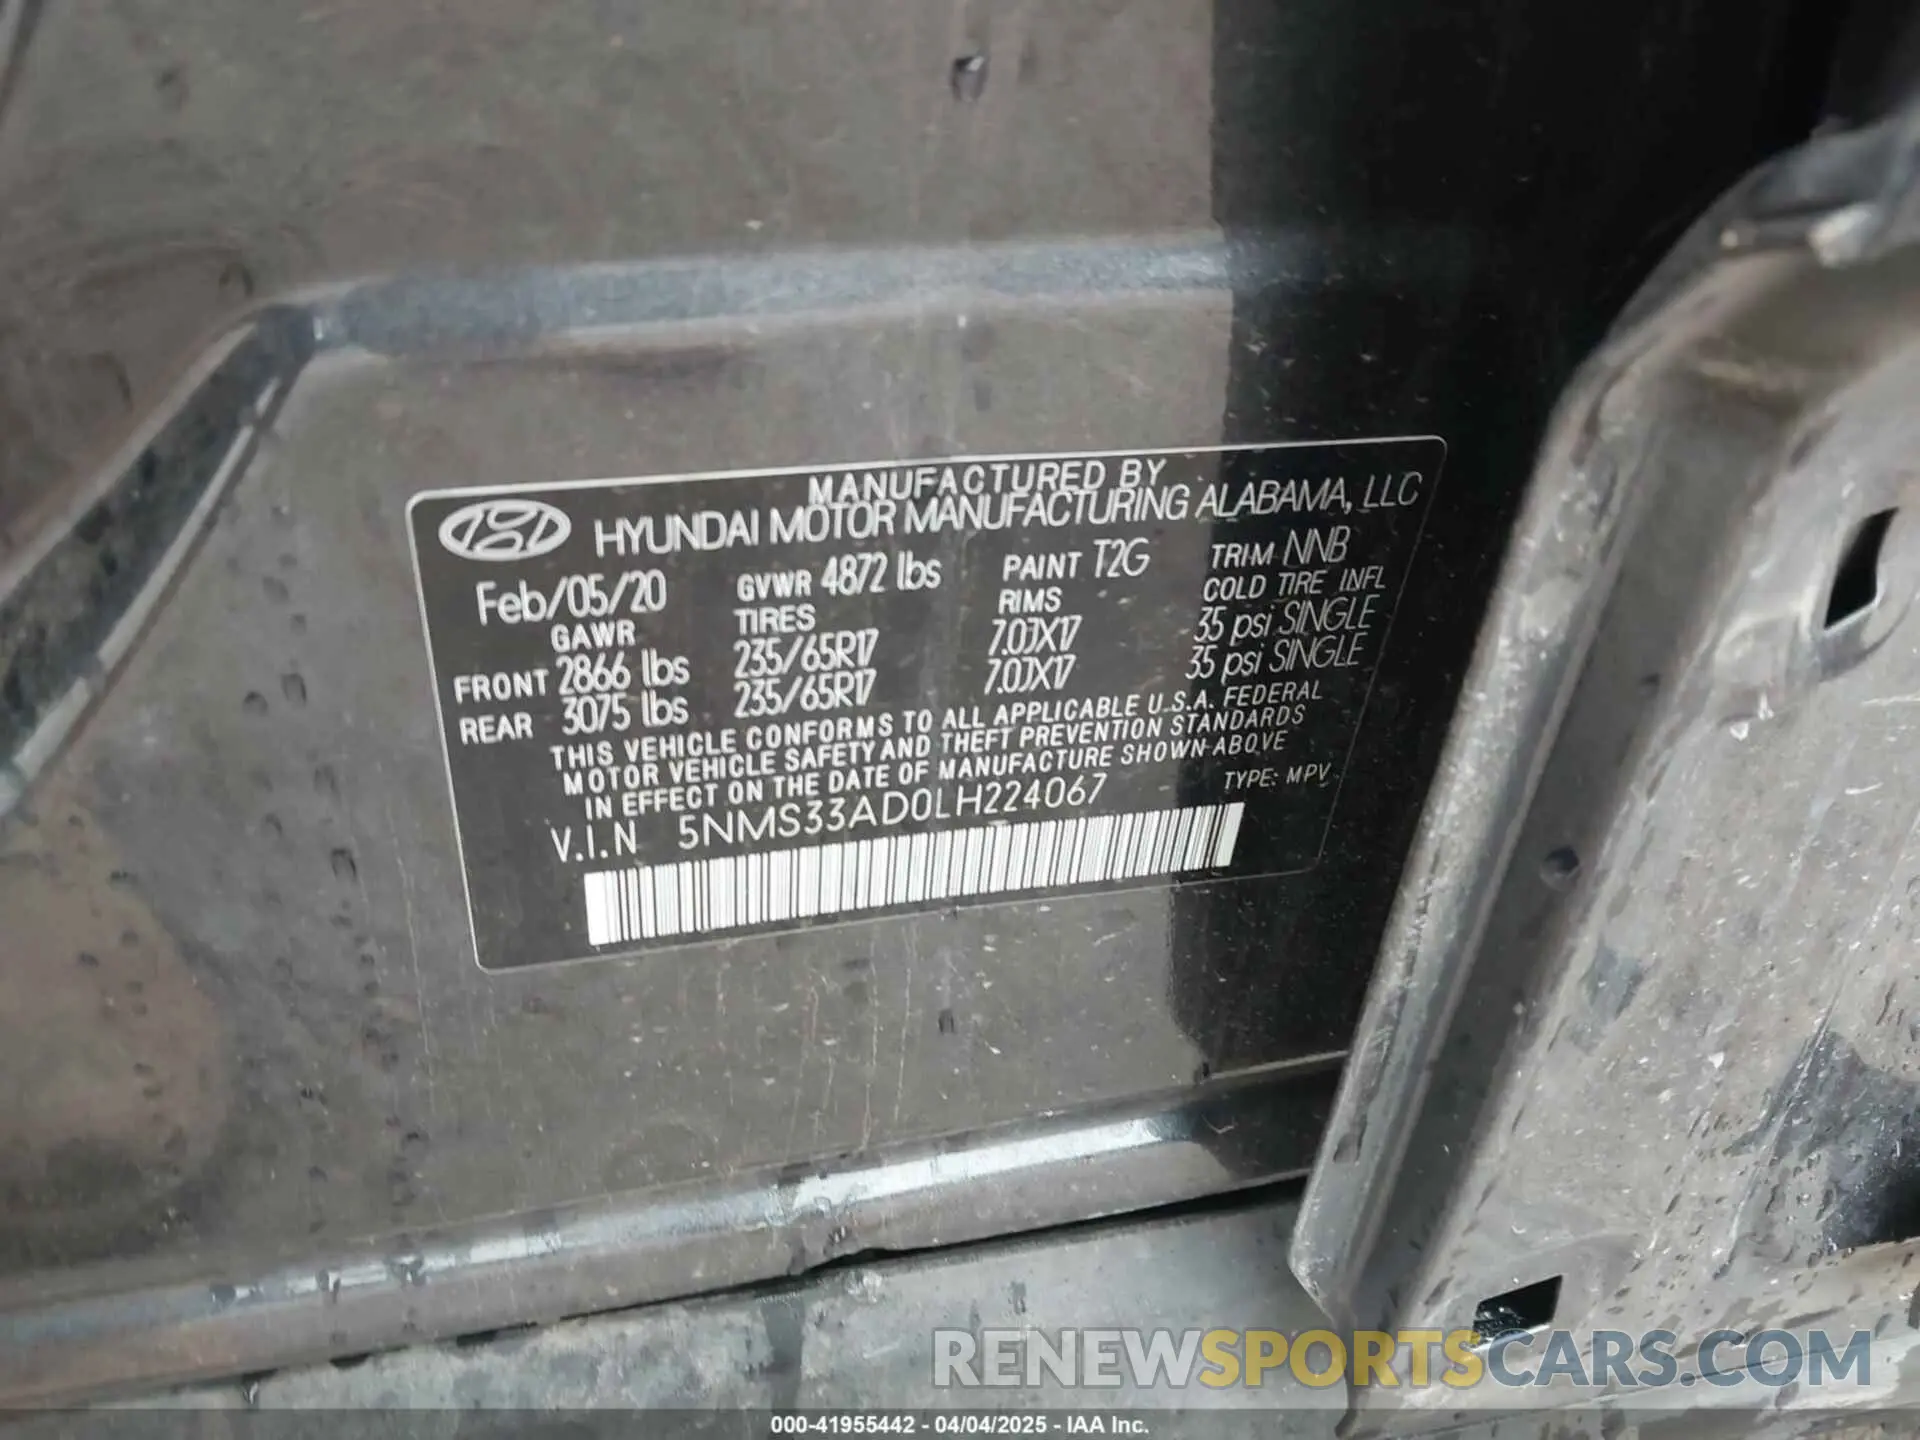 MANUFACTURED BY
HYUNDAI MOTOR MANUFACTURING ALABAMA, LLC
Feb/05/20 GVWR 4872 lbs PAINT T2G TRIM NNB
GAWR TIRES RIMS COLD TIRE INFL
FRONT 2866 lbs 235/65R17 7.0JX17 35 psi SINGLE
REAR 3075 lbs 235/65R17 7.0JX17 35 psi SINGLE
THIS VEHICLE CONFORMS TO ALL APPLICABLE U.S.A. FEDERAL
MOTOR VEHICLE SAFETY AND THEFT PREVENTION STANDARDS
IN EFFECT ON THE DATE OF MANUFACTURE SHOWN ABOVE
V.I.N 5NMS33AD0LH224067 TYPE: MPV
RENEWSPORTSCARS.COM
000-41955442 - 04/04/2025 - IAA Inc.